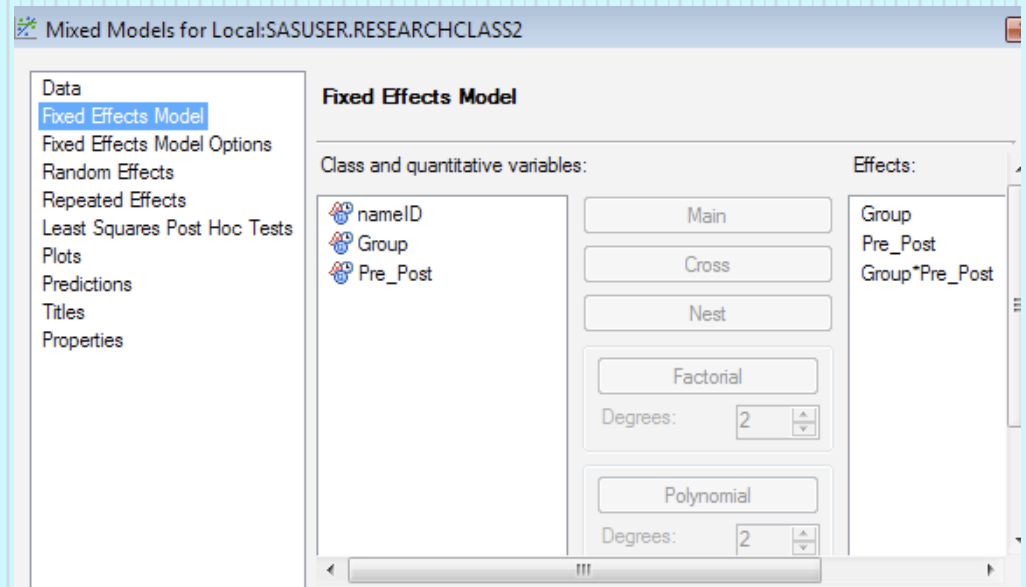 Mixed Models for Local:SASUSER.RESEARCHCLASS2
Data
Fixed Effects Model
Fixed Effects Model Options
Random Effects
Repeated Effects
Least Squares Post Hoc Tests
Plots
Predictions
Titles
Properties
Fixed Effects Model
Class and quantitative variables:
nameID
Group
Pre_Post
Main
Cross
Nest
Factorial
Degrees: 2
Polynomial
Degrees: 2
Effects:
Group
Pre_Post
Group*Pre_Post